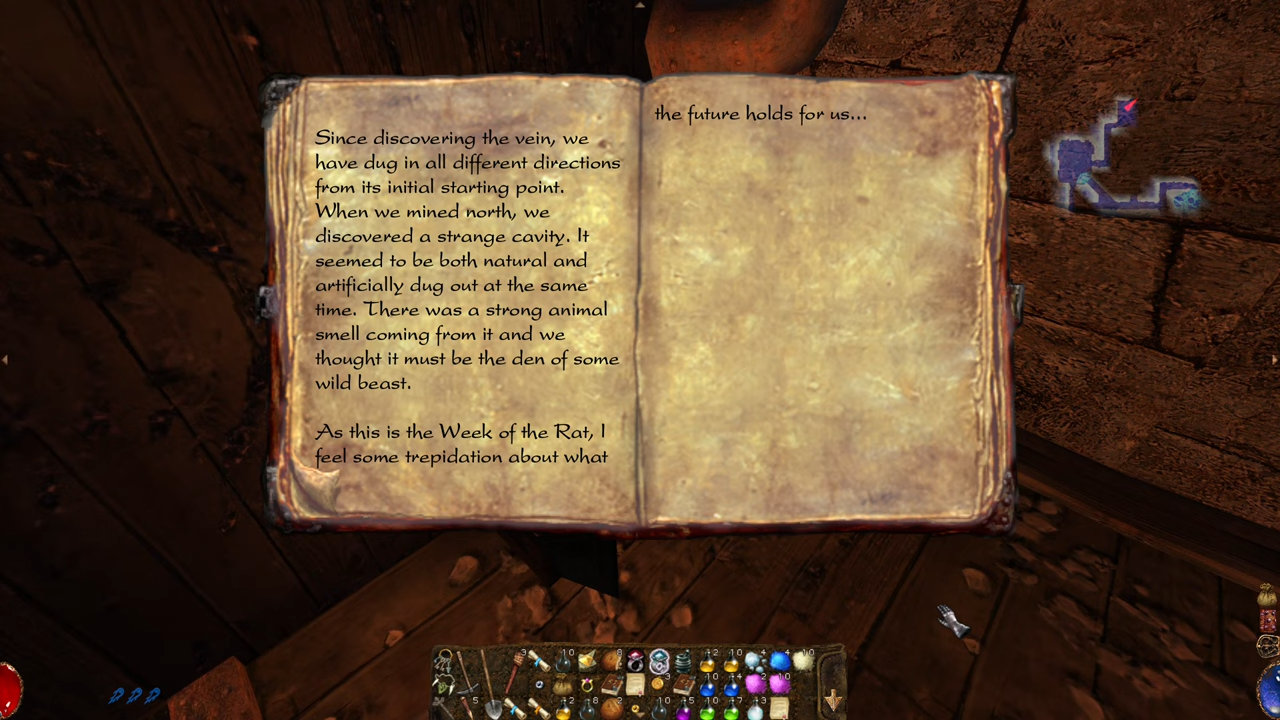 Since discovering the vein, we
have dug in all different directions
from its initial starting point.
When we mined north, we
discovered a strange cavity. It
seemed to be both natural and
artificially dug out at the same
time. There was a strong animal
smell coming from it and we
thought it must be the den of some
wild beast.
As this is the Week of the Rat, I
feel some trepidation about what
the future holds for us...